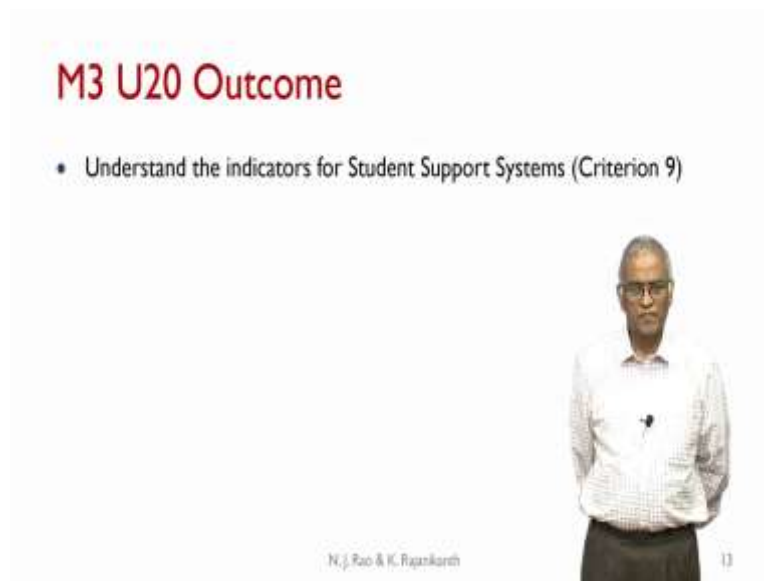 M3 U20 Outcome
• Understand the indicators for Student Support Systems (Criterion 9)
N. J. Rao & K. Rajanikanth
13